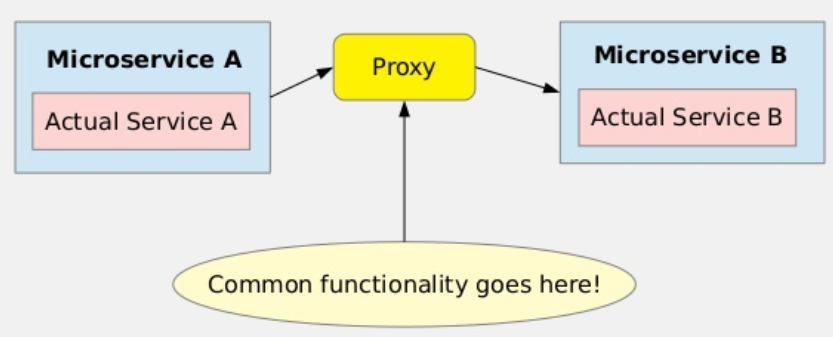 Microservice A
Actual Service A
Proxy
Microservice B
Actual Service B
Common functionality goes here!